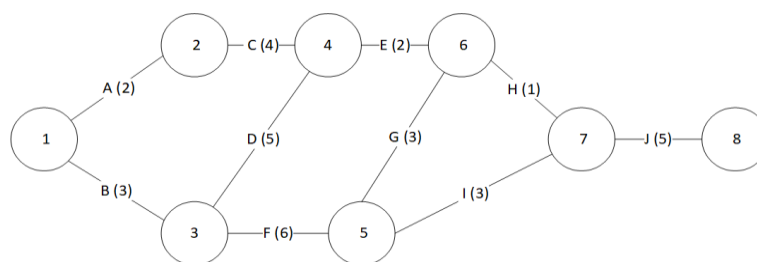 2
C (4)
4
E (2)
6
A (2)
H (1)
1
D (5)
G (3)
7
J (5)
8
B (3)
I (3)
3
F (6)
5